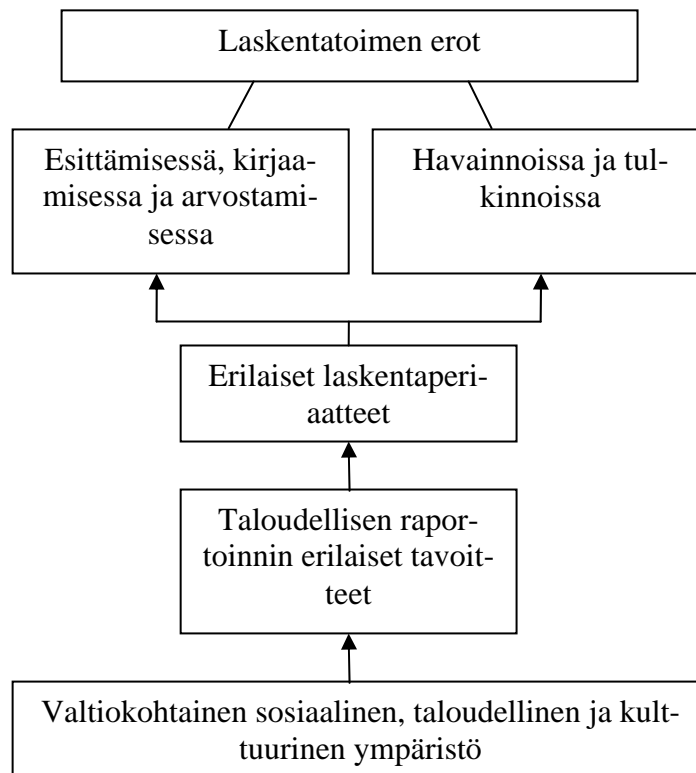 Laskentatoimen erot
Esittämisessä, kirjaa-
misessa ja arvostami-
sessa
Havainnoissa ja tul-
kinnoissa
Erilaiset laskentaperi-
aatteet
Taloudellisen rapor-
toinnin erilaiset tavoit-
teet
Valtiokohtainen sosiaalinen, taloudellinen ja kult-
tuurinen ympäristö